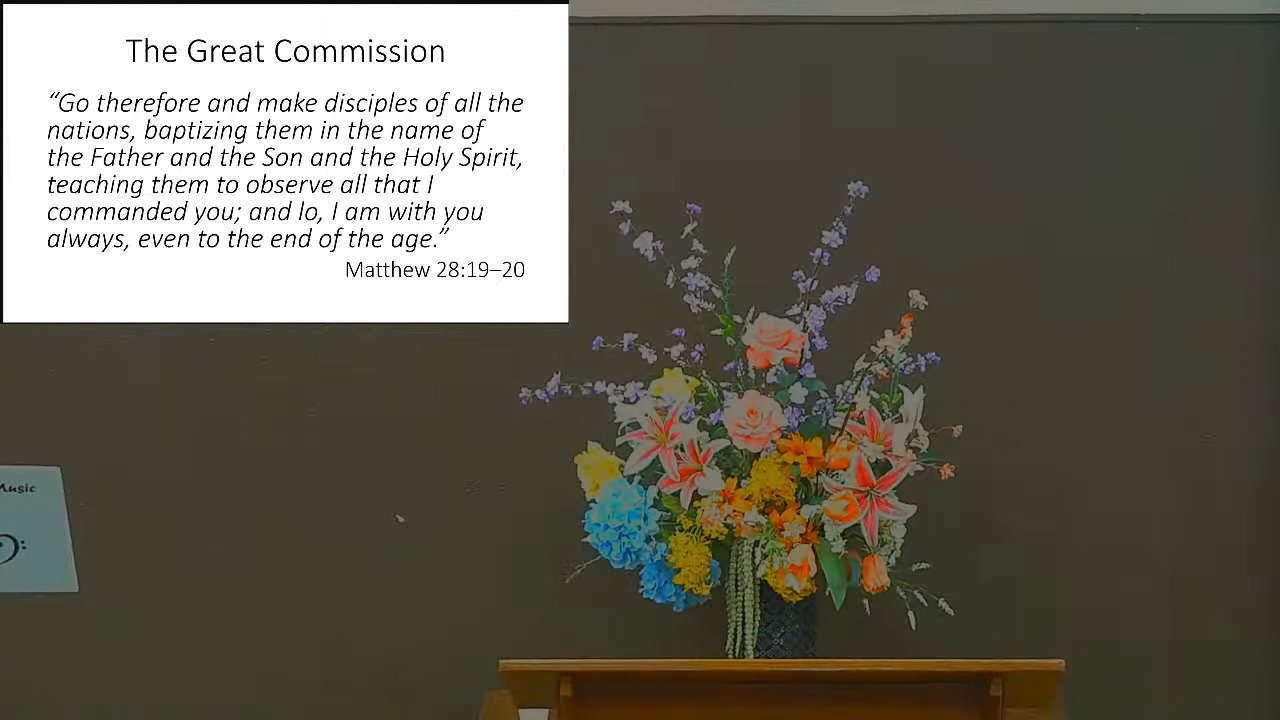 The Great Commission
“Go therefore and make disciples of all the
nations, baptizing them in the name of
the Father and the Son and the Holy Spirit,
teaching them to observe all that I
commanded you; and lo, I am with you
always, even to the end of the age.”
Matthew 28:19–20
Music